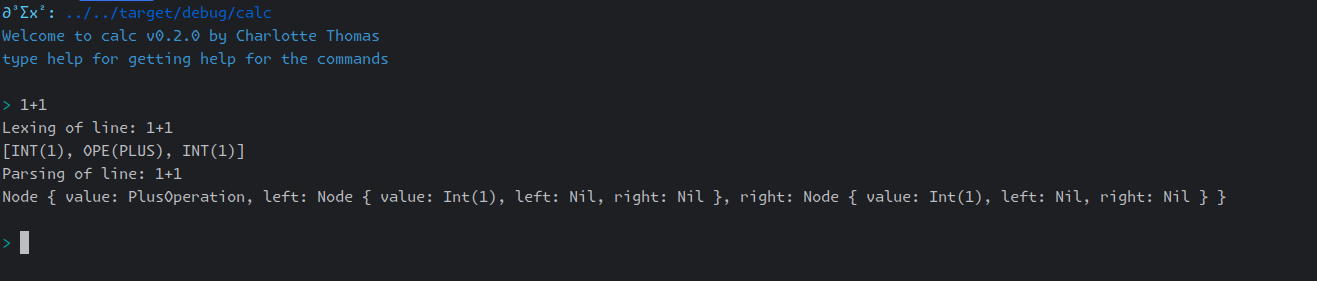 ∂³Σx²: ../../target/debug/calc
Welcome to calc v0.2.0 by Charlotte Thomas
type help for getting help for the commands
> 1+1
Lexing of line: 1+1
[INT(1), OPE(PLUS), INT(1)]
Parsing of line: 1+1
Node { value: PlusOperation, left: Node { value: Int(1), left: Nil, right: Nil }, right: Node { value: Int(1), left: Nil, right: Nil } }
>